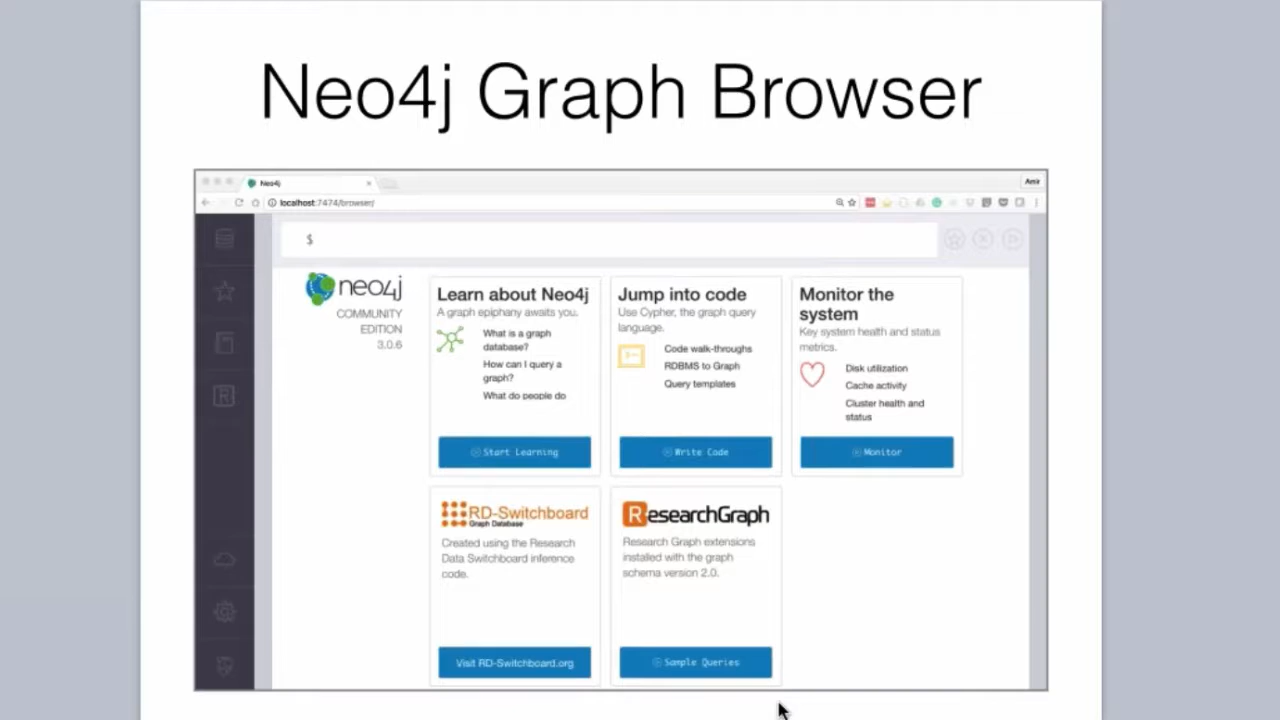 Neo4j Graph Browser
Neo4j
Amir
localhost:7474/browser/
$
neo4j
COMMUNITY
EDITION
3.0.6
Learn about Neo4j
A graph epiphany awaits you.
What is a graph
database?
How can I query a
graph?
What do people do
Start Learning
Jump into code
Use Cypher, the graph query
language.
Code walk-throughs
RDBMS to Graph
Query templates
Write Code
Monitor the
system
Key system health and status
metrics.
Disk utilization
Cache activity
Cluster health and
status
Monitor
RD-Switchboard
Graph Database
Created using the Research
Data Switchboard inference
code.
Visit RD-Switchboard.org
ResearchGraph
Research Graph extensions
installed with the graph
schema version 2.0.
Sample Queries
R